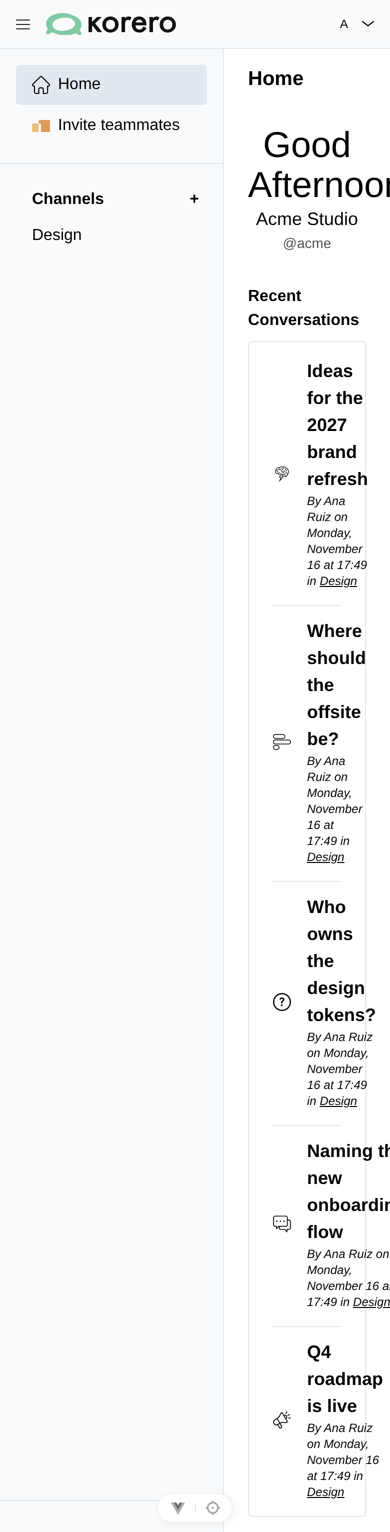 korero
A
Home
Invite teammates
Channels
+
Design
Home
Good
Afternoon
Acme Studio
@acme
Recent
Conversations
Ideas
for the
2027
brand
refresh
By Ana
Ruiz on
Monday,
November
16 at 17:49
in Design
Where
should
the
offsite
be?
By Ana
Ruiz on
Monday,
November
16 at
17:49 in
Design
Who
owns
the
design
tokens?
By Ana Ruiz
on Monday,
November
16 at 17:49
in Design
Naming th
new
onboardin
flow
By Ana Ruiz on
Monday,
November 16 at
17:49 in Design
Q4
roadmap
is live
By Ana Ruiz
on Monday,
November 16
at 17:49 in
Design